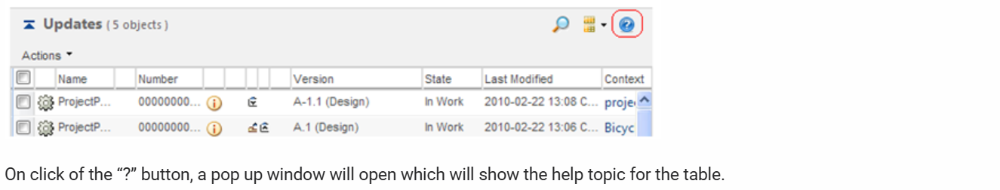 Updates ( 5 objects )
Actions
Name Number Version State Last Modified Context
ProjectP... 00000000... A-1.1 (Design) In Work 2010-02-22 13:08 C... proje
ProjectP... 00000000... A.1 (Design) In Work 2010-02-22 13:06 C... Bicyc
On click of the “?” button, a pop up window will open which will show the help topic for the table.